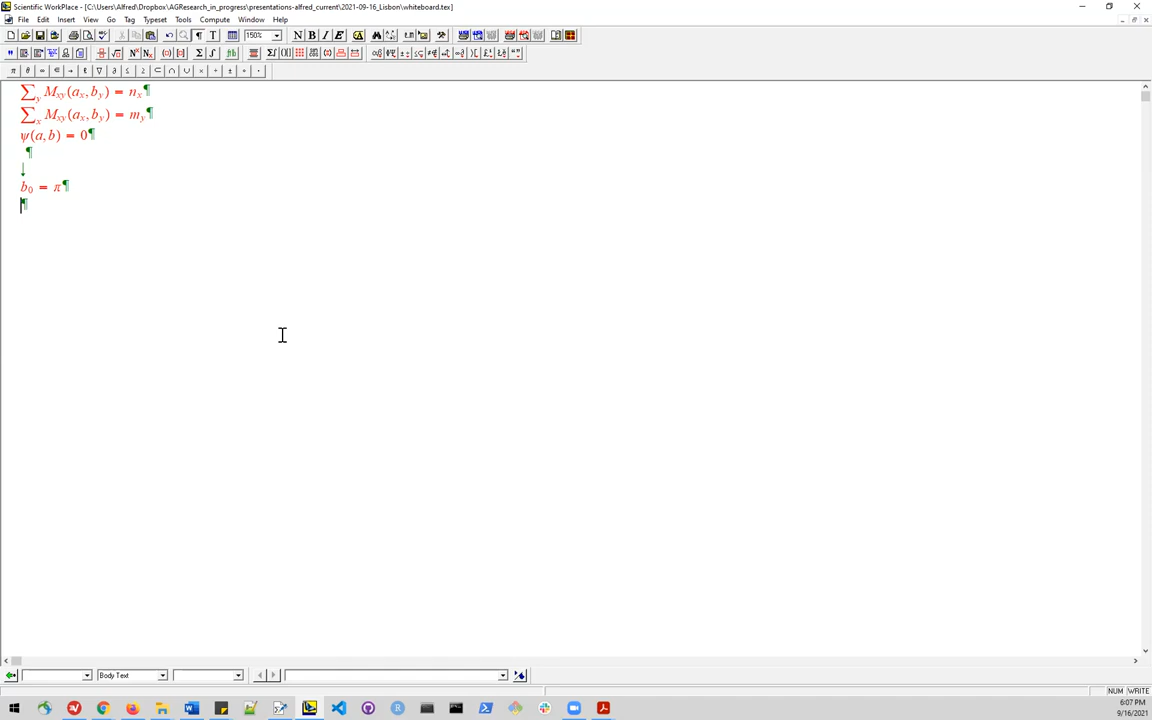 Scientific WorkPlace - [C:\Users\Alfred\Dropbox\AGResearch_in_progress\presentations-alfred_current\2021-09-16_Lisbon\whiteboard.tex]
File Edit Insert View Go Tag Typeset Tools Compute Window Help
150%
∑_y M_xy(a_x, b_y) = n_x¶
∑_x M_xy(a_x, b_y) = m_y¶
ψ(a, b) = 0¶
¶
↓
b_0 = π¶
¶
Body Text
NUM WRITE
6:07 PM
9/16/2021